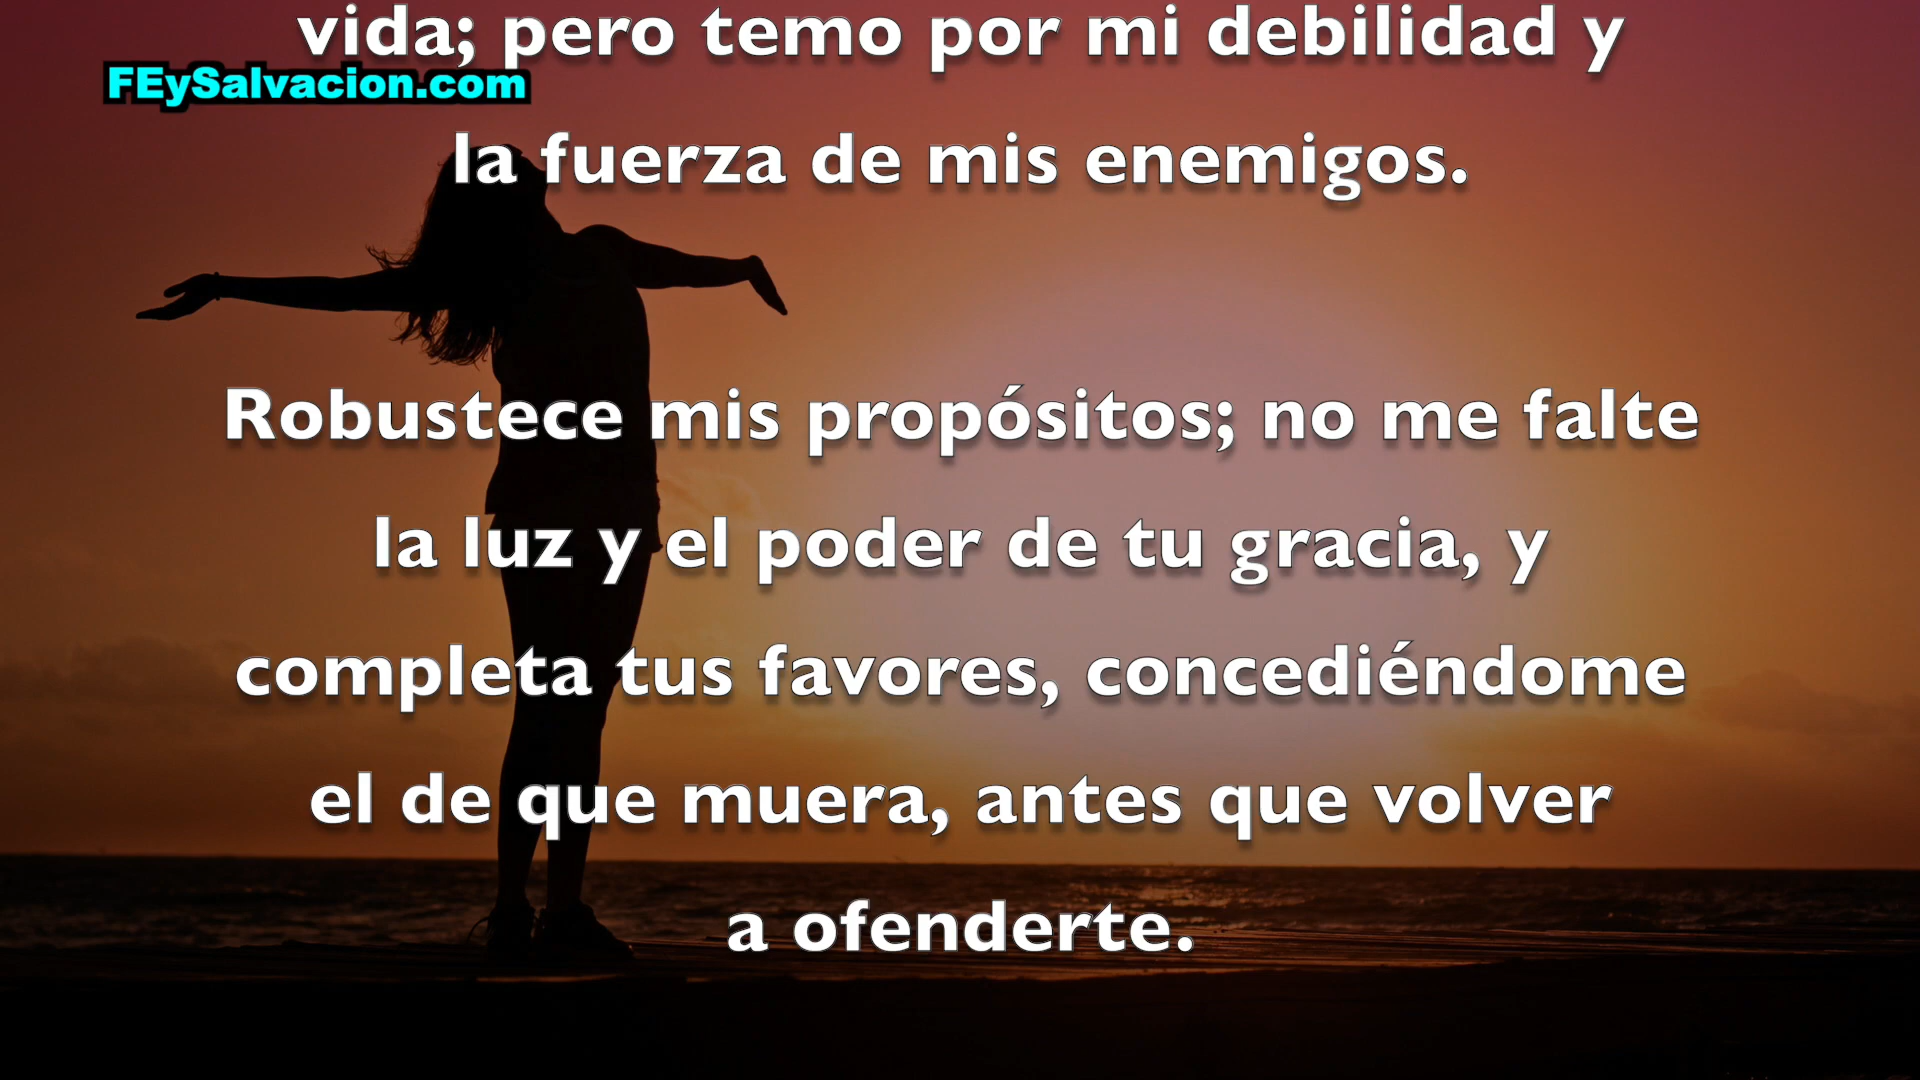 vida; pero temo por mi debilidad y
FEySalvacion.com
la fuerza de mis enemigos.
Robustece mis propósitos; no me falte
la luz y el poder de tu gracia, y
completa tus favores, concediéndome
el de que muera, antes que volver
a ofenderte.